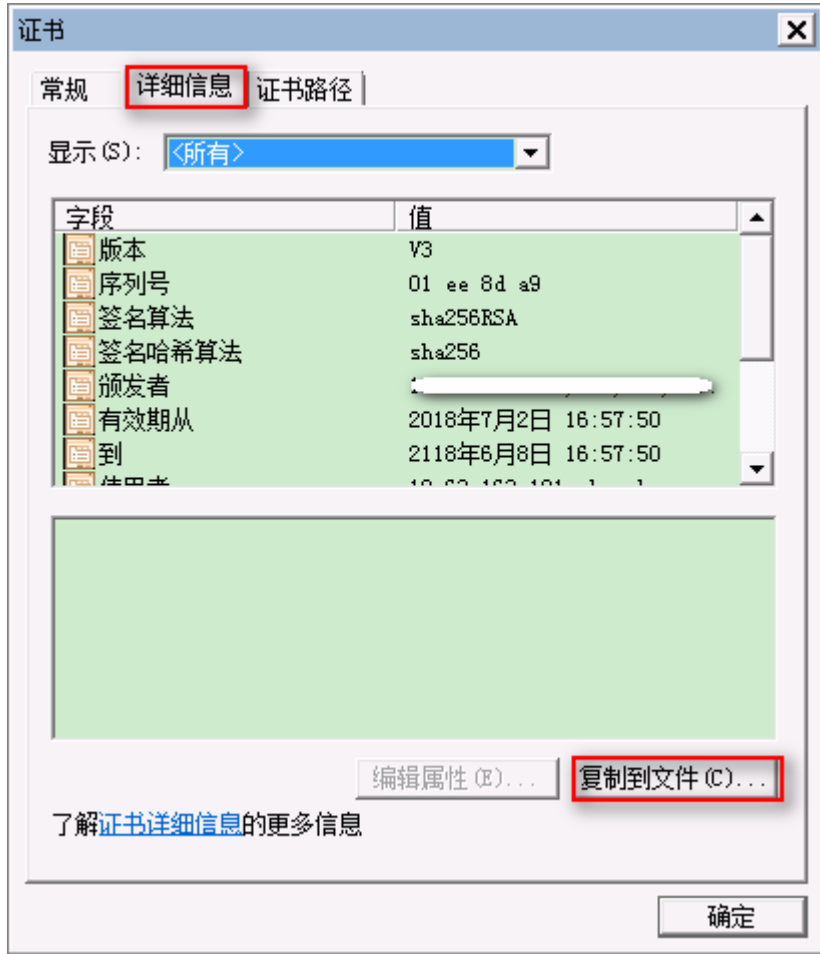 证书
常规 详细信息 证书路径
显示(S): <所有>
字段 值
版本 V3
序列号 01 ee 8d a9
签名算法 sha256RSA
签名哈希算法 sha256
颁发者
有效期从 2018年7月2日 16:57:50
到 2118年6月8日 16:57:50
使用者
编辑属性(E)... 复制到文件(C)...
了解证书详细信息的更多信息
确定